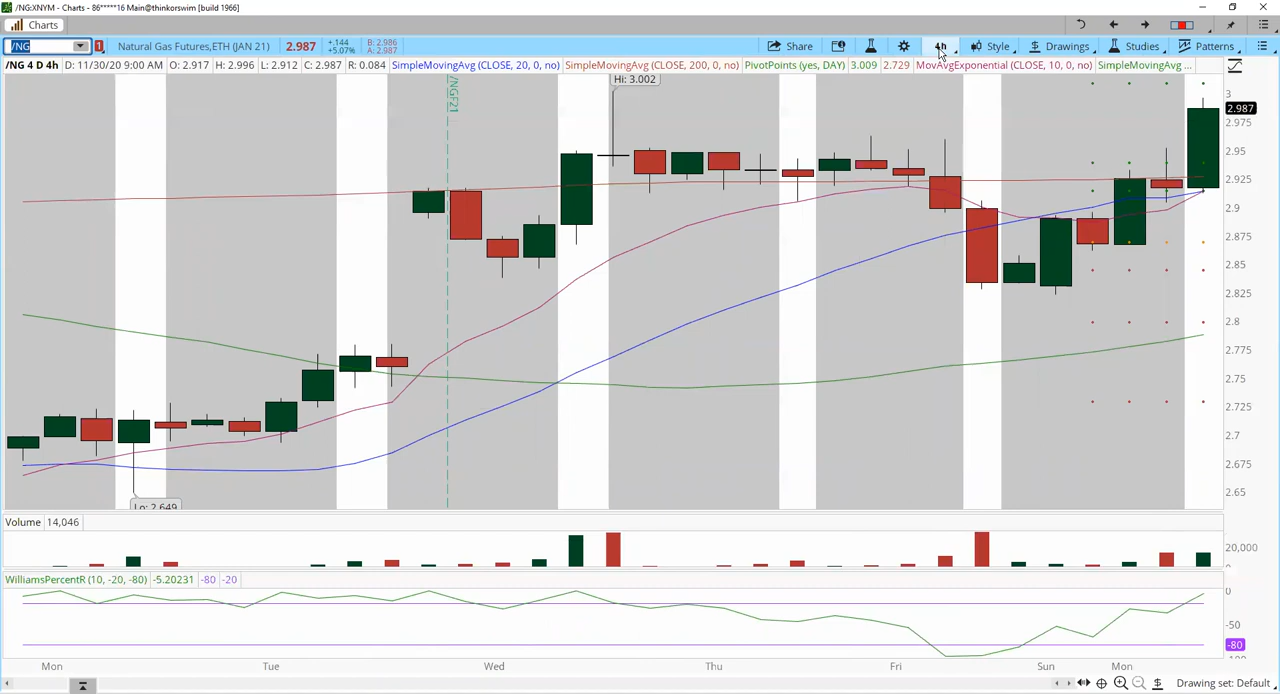 /NG:XNYM - Charts - 86*****16 Main@thinkorswim [build 1966]
Charts
/NG 1 Natural Gas Futures,ETH (JAN 21) 2.987 +.144 +5.07% B: 2.986 A: 2.987 Share 4h Style Drawings Studies Patterns
/NG 4 D 4h D: 11/30/20 9:00 AM O: 2.917 H: 2.996 L: 2.912 C: 2.987 R: 0.084 SimpleMovingAvg (CLOSE, 20, 0, no) SimpleMovingAvg (CLOSE, 200, 0, no) PivotPoints (yes, DAY) 3.009 2.729 MovAvgExponential (CLOSE, 10, 0, no) SimpleMovingAvg ...
Hi: 3.002
/NGF21
3
2.987
2.975
2.95
2.925
2.9
2.875
2.85
2.825
2.8
2.775
2.75
2.725
2.7
2.675
2.65
Lo: 2.649
Volume 14,046
20,000
WilliamsPercentR (10, -20, -80) -5.20231 -80 -20
0
-50
-80
-100
Mon Tue Wed Thu Fri Sun Mon
Drawing set: Default